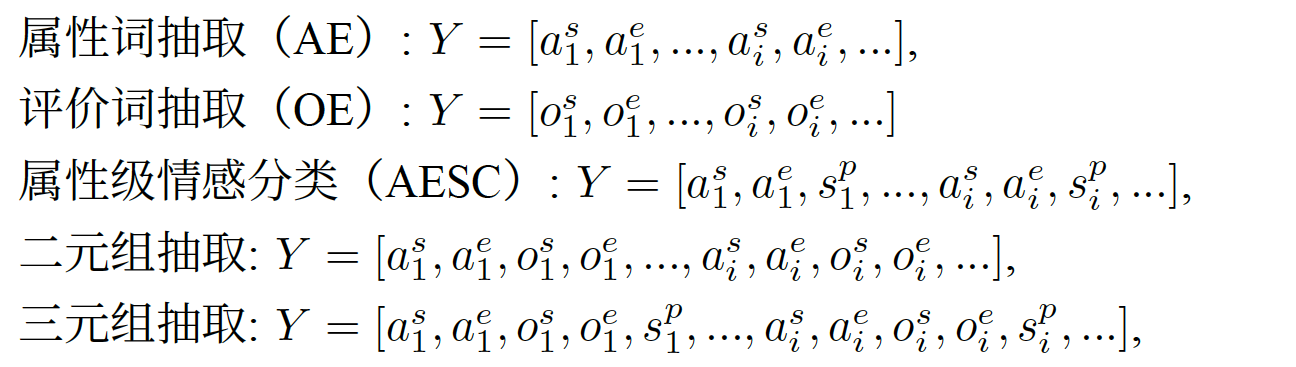 属性词抽取（AE）: $Y = [a_1^s, a_1^e, ..., a_i^s, a_i^e, ...],$
评价词抽取（OE）: $Y = [o_1^s, o_1^e, ..., o_i^s, o_i^e, ...]$
属性级情感分类（AESC）: $Y = [a_1^s, a_1^e, s_1^p, ..., a_i^s, a_i^e, s_i^p, ...],$
二元组抽取: $Y = [a_1^s, a_1^e, o_1^s, o_1^e, ..., a_i^s, a_i^e, o_i^s, o_i^e, ...],$
三元组抽取: $Y = [a_1^s, a_1^e, o_1^s, o_1^e, s_1^p, ..., a_i^s, a_i^e, o_i^s, o_i^e, s_i^p, ...],$